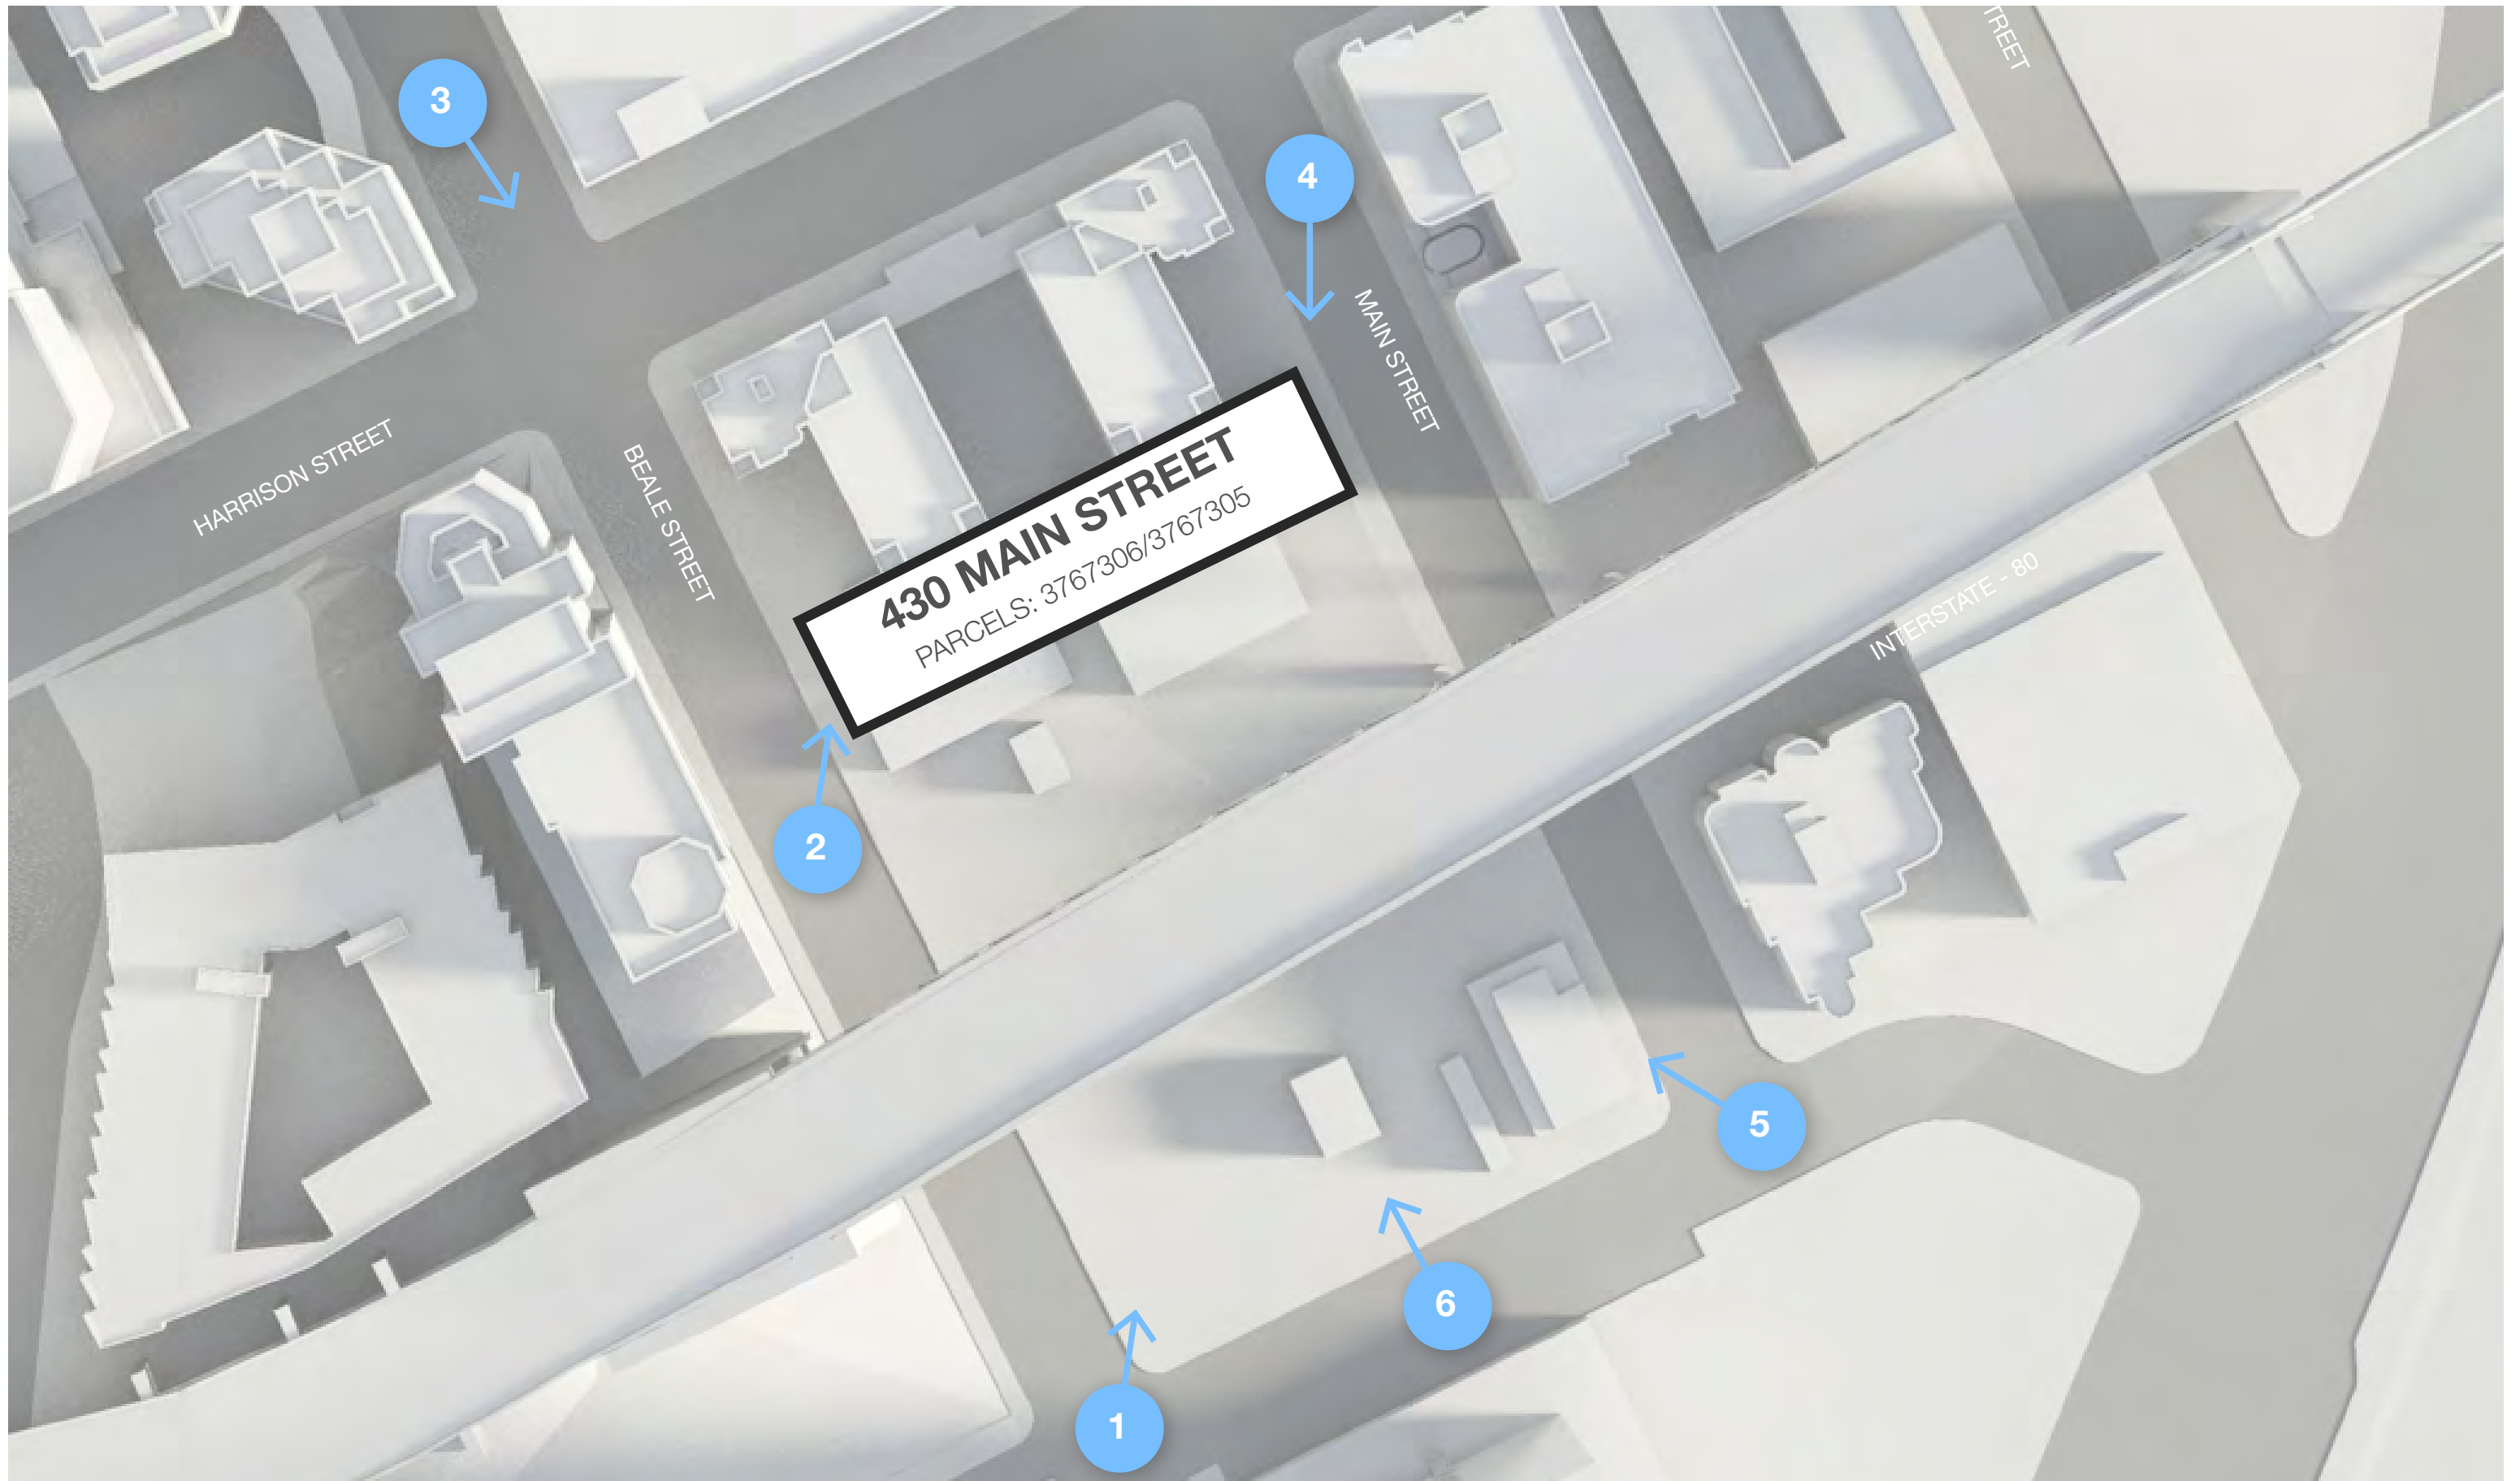 TREET
3
4
MAIN STREET
HARRISON STREET
BEALE STREET
430 MAIN STREET
PARCELS: 3767306/3767305
INTERSTATE - 80
2
5
6
1